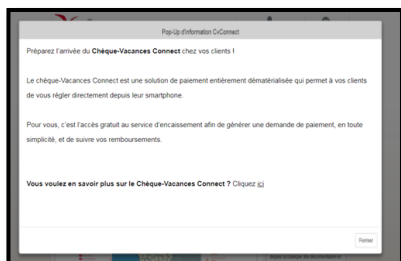 Pop-Up d'information CvConnect
Préparez l'arrivée du Chèque-Vacances Connect chez vos clients !
Le chèque-Vacances Connect est une solution de paiement entièrement dématérialisée qui permet à vos clients
de vous régler directement depuis leur smartphone.
Pour vous, c'est l'accès gratuit au service d'encaissement afin de générer une demande de paiement, en toute
simplicité, et de suivre vos remboursements.
Vous voulez en savoir plus sur le Chèque-Vacances Connect ? Cliquez ici
Fermer